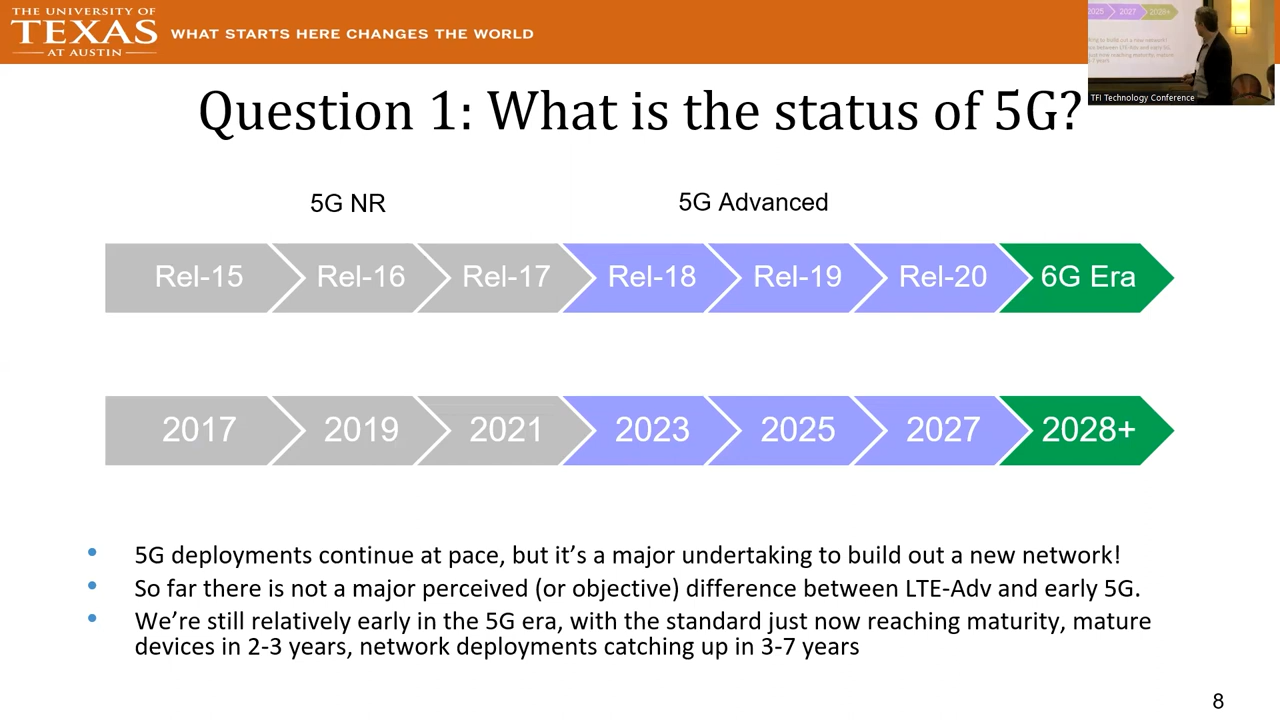 THE UNIVERSITY OF
TEXAS
AT AUSTIN
WHAT STARTS HERE CHANGES THE WORLD
2025 2027 2028+
TFI Technology Conference
Question 1: What is the status of 5G?
5G NR
5G Advanced
Rel-15 Rel-16 Rel-17 Rel-18 Rel-19 Rel-20 6G Era
2017 2019 2021 2023 2025 2027 2028+
• 5G deployments continue at pace, but it’s a major undertaking to build out a new network!
• So far there is not a major perceived (or objective) difference between LTE-Adv and early 5G.
• We’re still relatively early in the 5G era, with the standard just now reaching maturity, mature
devices in 2-3 years, network deployments catching up in 3-7 years
8